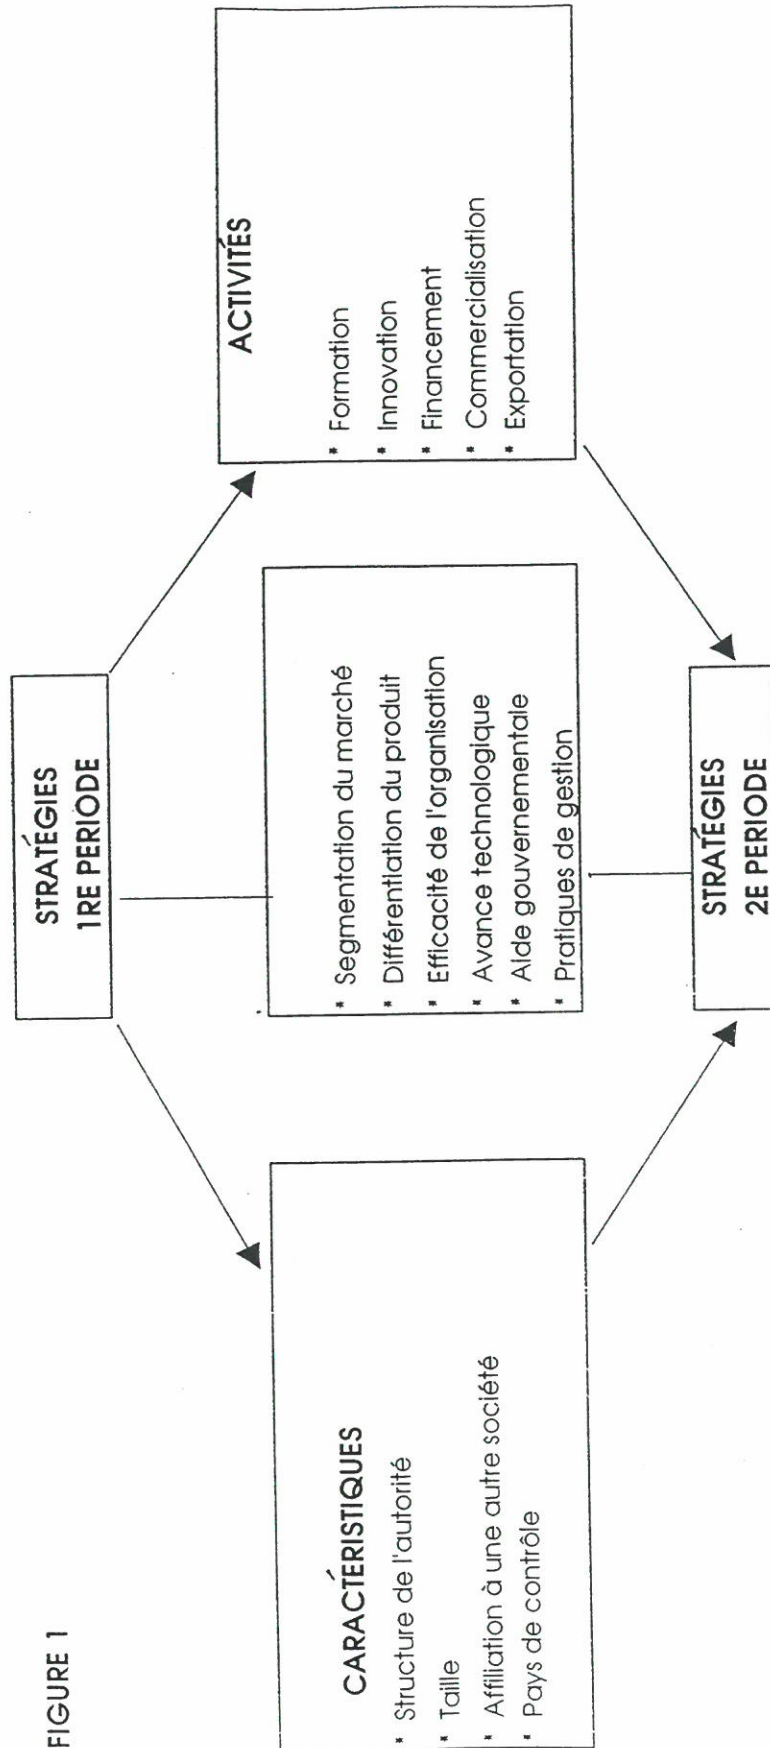 FIGURE 1
STRATÉGIES
1RE PÉRIODE
CARACTÉRISTIQUES
* Structure de l'autorité
* Taille
* Affiliation à une autre société
* Pays de contrôle
* Segmentation du marché
* Différentiation du produit
* Efficacité de l'organisation
* Avance technologique
* Aide gouvernementale
* Pratiques de gestion
ACTIVITÉS
* Formation
* Innovation
* Financement
* Commercialisation
* Exportation
STRATÉGIES
2E PÉRIODE